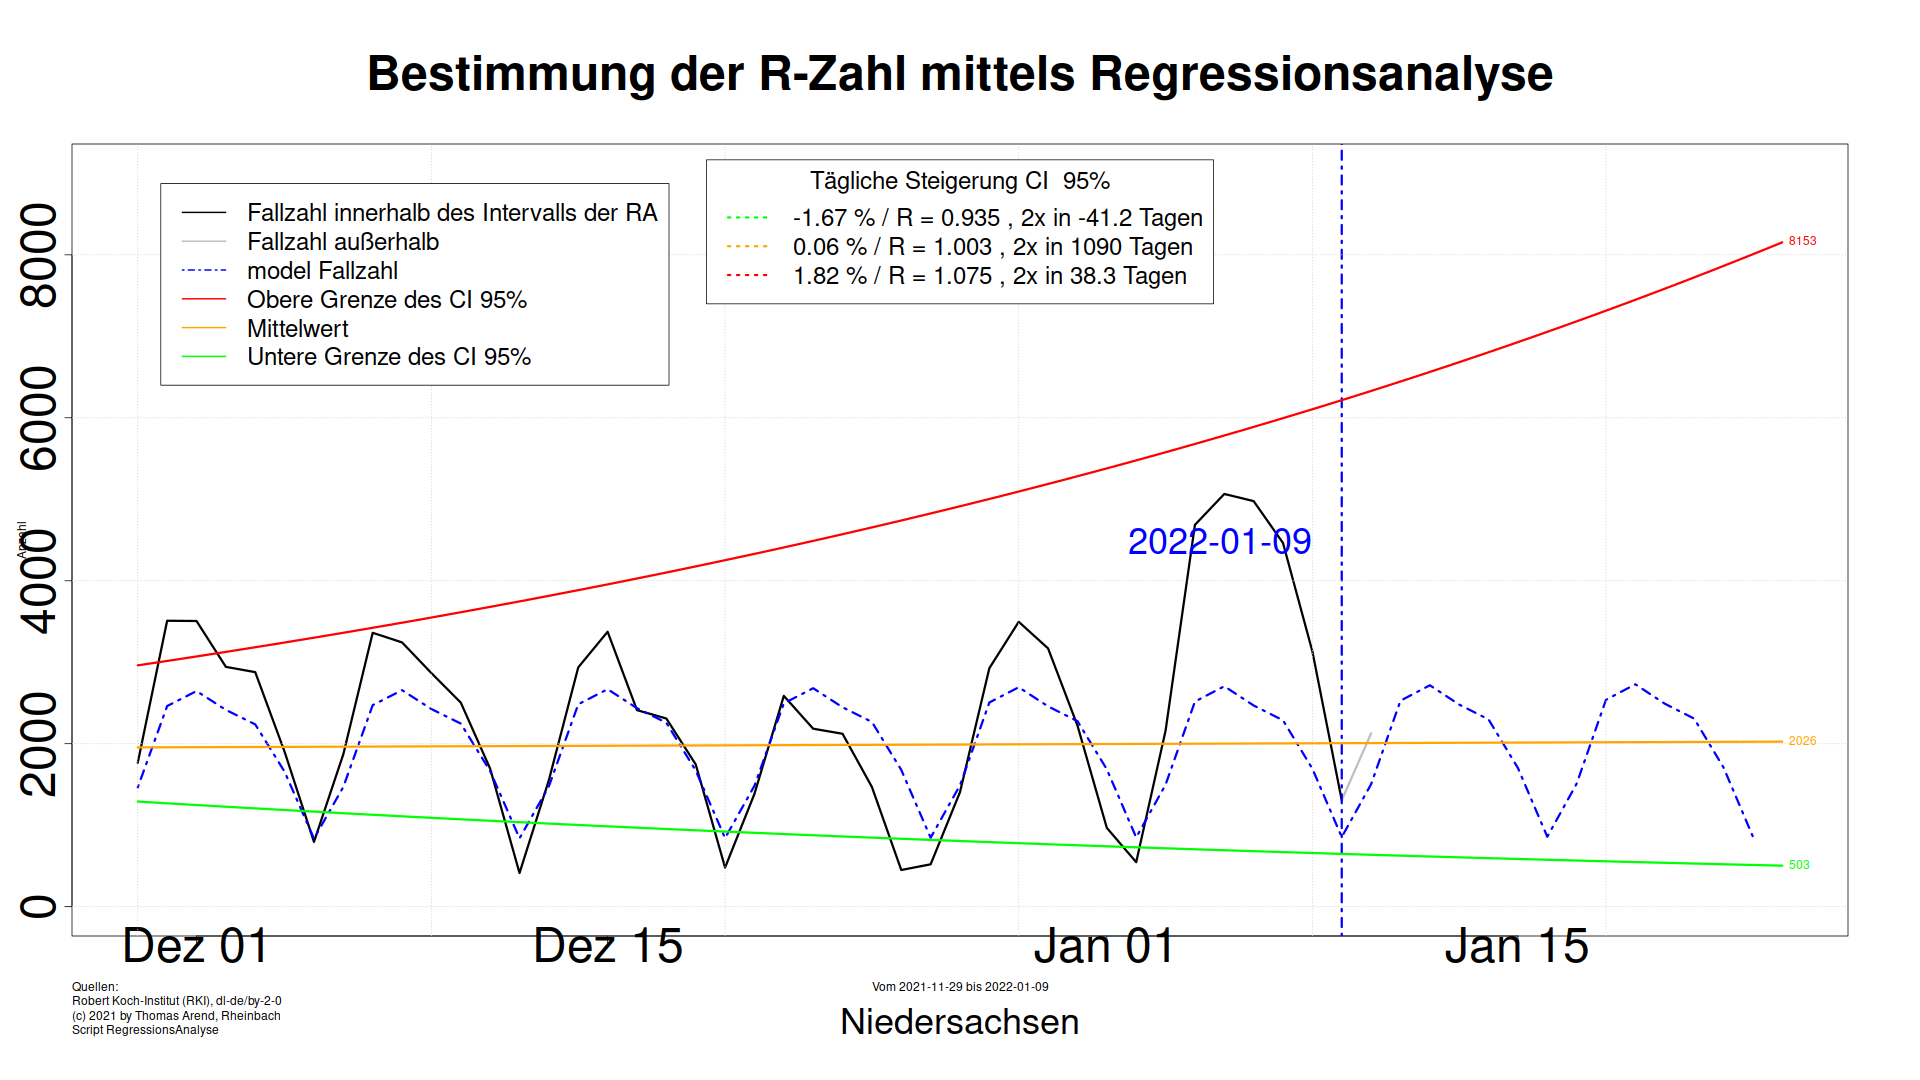 Bestimmung der R-Zahl mittels Regressionsanalyse
Fallzahl innerhalb des Intervalls der RA
Fallzahl außerhalb
model Fallzahl
Obere Grenze des CI 95%
Mittelwert
Untere Grenze des CI 95%
Tägliche Steigerung CI  95%
-1.67 % / R = 0.935 , 2x in -41.2 Tagen
0.06 % / R = 1.003 , 2x in 1090 Tagen
1.82 % / R = 1.075 , 2x in 38.3 Tagen
8000
6000
4000
2000
0
Anzahl
8153
2022-01-09
2026
503
Dez 01
Dez 15
Jan 01
Jan 15
Quellen:
Robert Koch-Institut (RKI), dl-de/by-2-0
(c) 2021 by Thomas Arend, Rheinbach
Script RegressionsAnalyse
Vom 2021-11-29 bis 2022-01-09
Niedersachsen